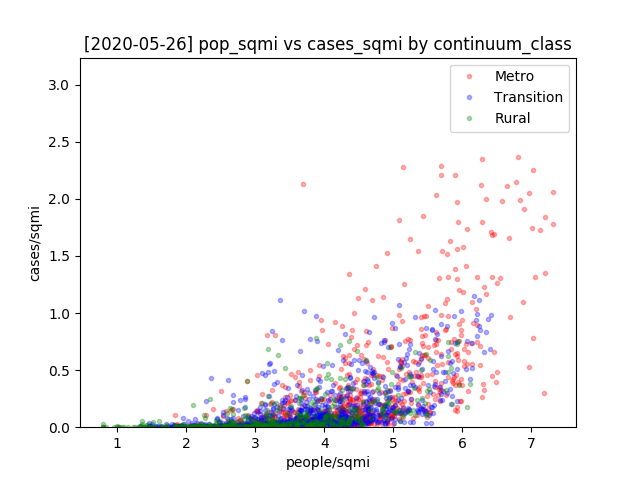 [2020-05-26] pop_sqmi vs cases_sqmi by continuum_class
Metro
Transition
Rural
cases/sqmi
3.0
2.5
2.0
1.5
1.0
0.5
0.0
1 2 3 4 5 6 7
people/sqmi